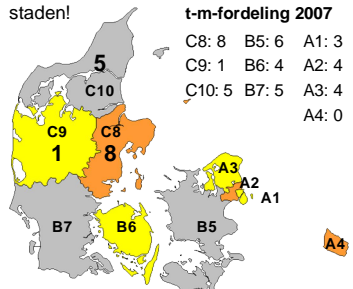 staden!
t-m-fordeling 2007
C8: 8 B5: 6 A1: 3
C9: 1 B6: 4 A2: 4
C10: 5 B7: 5 A3: 4
A4: 0
5
C10
C9
1
C8
8
A3
A2
A1
B7
B6
B5
A4